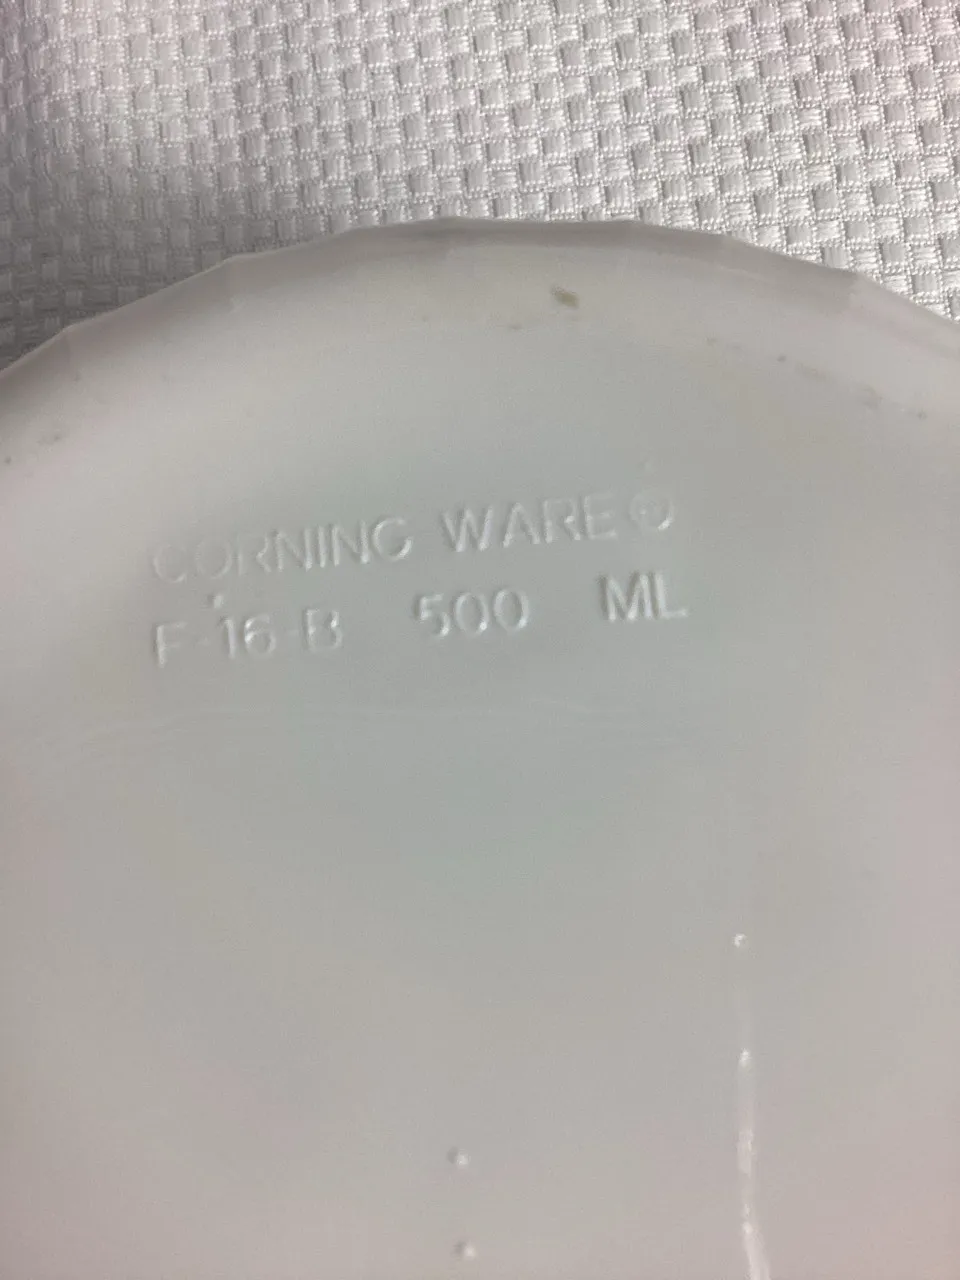 CORNING WARE ®
F-16-B 500 ML